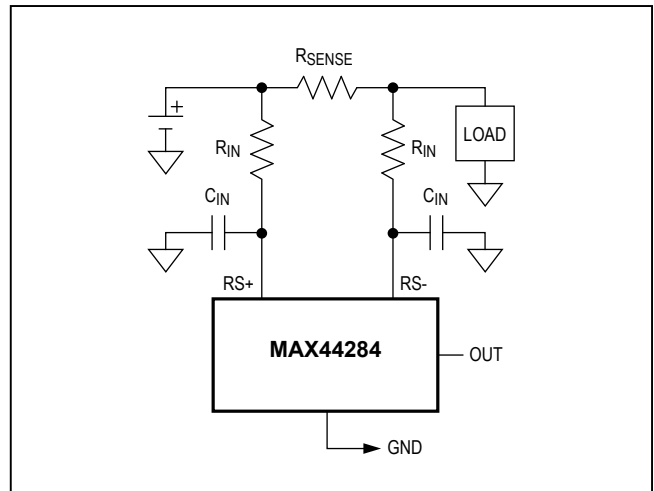 RSENSE
+
RIN
RIN
LOAD
CIN
CIN
RS+
RS-
MAX44284
OUT
GND